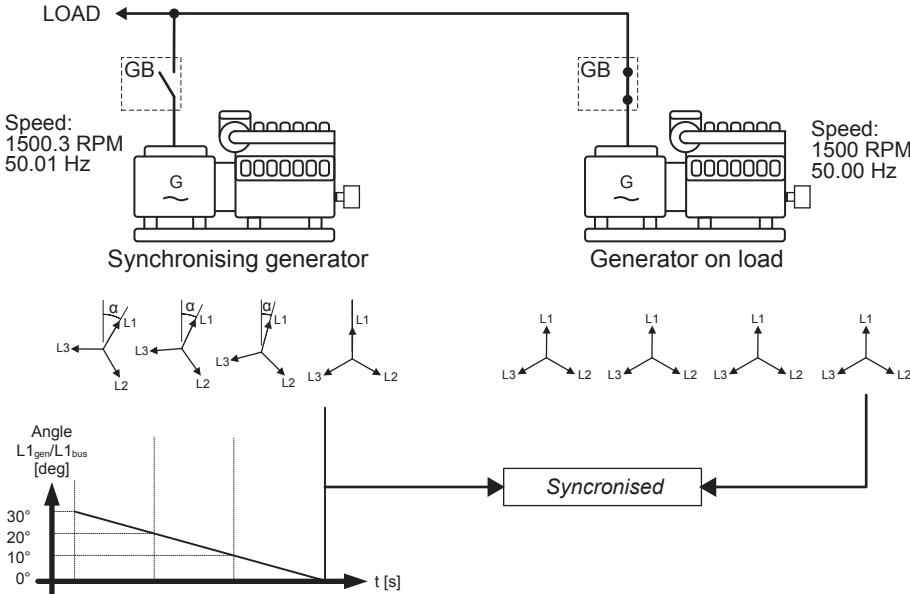 LOAD
GB
GB
Speed:
1500.3 RPM
50.01 Hz
Speed:
1500 RPM
50.00 Hz
G
G
Synchronising generator
Generator on load
α
L1
L3
L2
α
L1
L3
L2
α
L1
L3
L2
L1
L3
L2
L1
L3
L2
L1
L3
L2
L1
L3
L2
L1
L3
L2
Angle
L1gen/L1bus
[deg]
30°
20°
10°
0°
t [s]
Syncronised